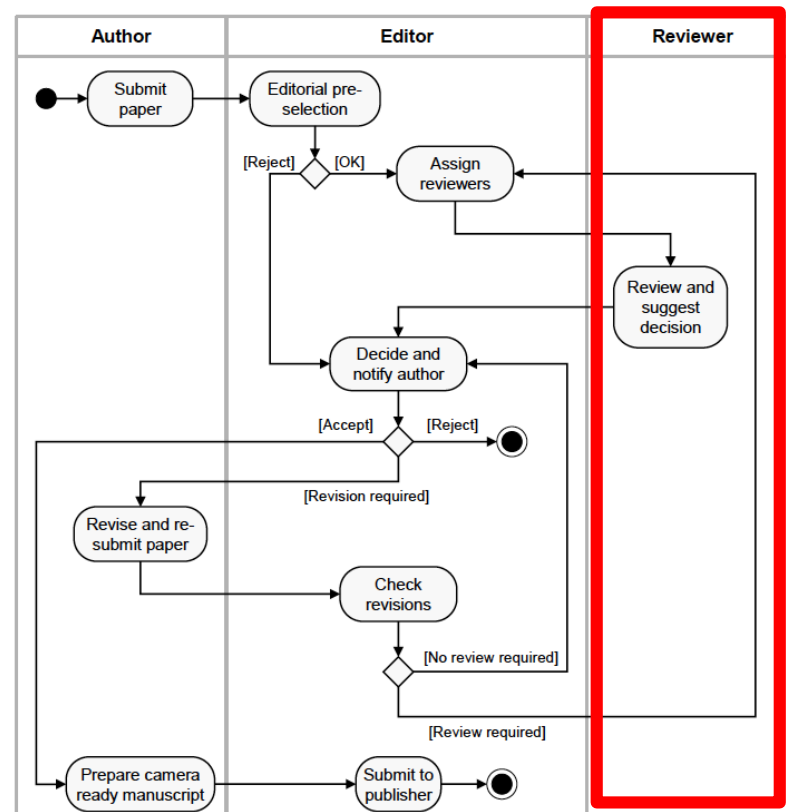 Author
Editor
Reviewer
Submit
paper
Editorial pre-
selection
[Reject]
[OK]
Assign
reviewers
Review and
suggest
decision
Decide and
notify author
[Accept]
[Reject]
[Revision required]
Revise and re-
submit paper
Check
revisions
[No review required]
[Review required]
Prepare camera
ready manuscript
Submit to
publisher